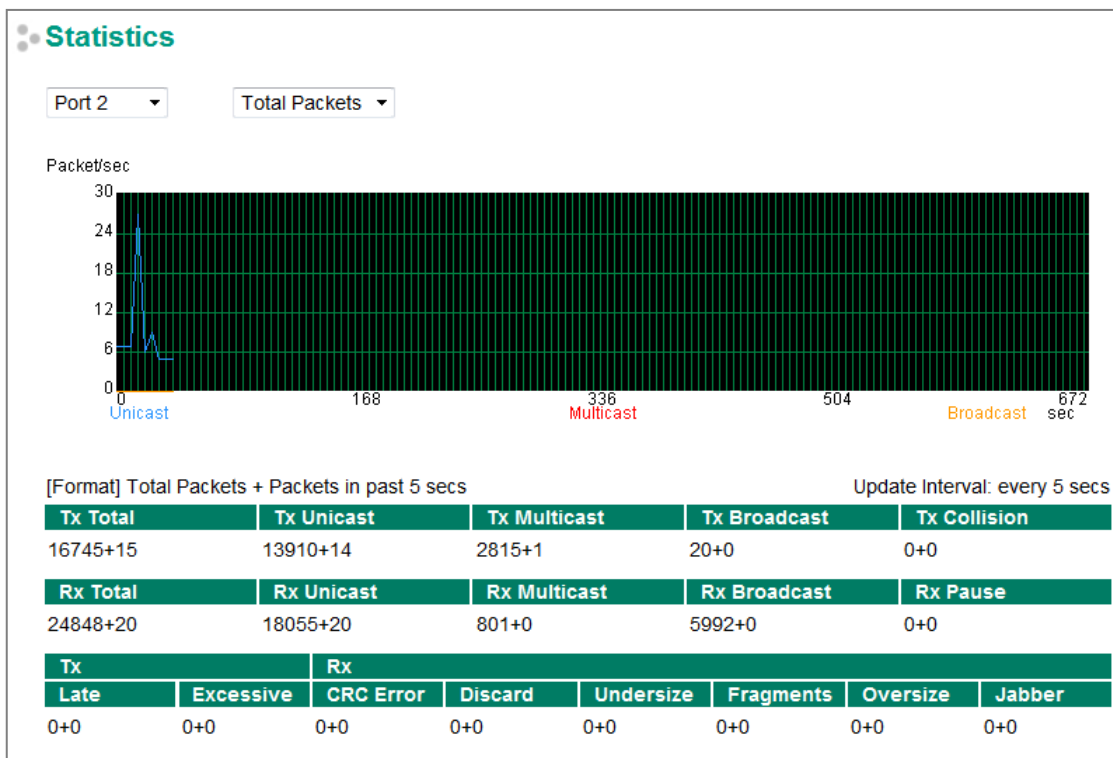 Statistics
Port 2 Total Packets
Packet/sec
30
24
18
12
6
0
0 168 336 504 672
Unicast Multicast Broadcast sec
[Format] Total Packets + Packets in past 5 secs Update Interval: every 5 secs
Tx Total Tx Unicast Tx Multicast Tx Broadcast Tx Collision
16745+15 13910+14 2815+1 20+0 0+0
Rx Total Rx Unicast Rx Multicast Rx Broadcast Rx Pause
24848+20 18055+20 801+0 5992+0 0+0
Tx Rx
Late Excessive CRC Error Discard Undersize Fragments Oversize Jabber
0+0 0+0 0+0 0+0 0+0 0+0 0+0 0+0